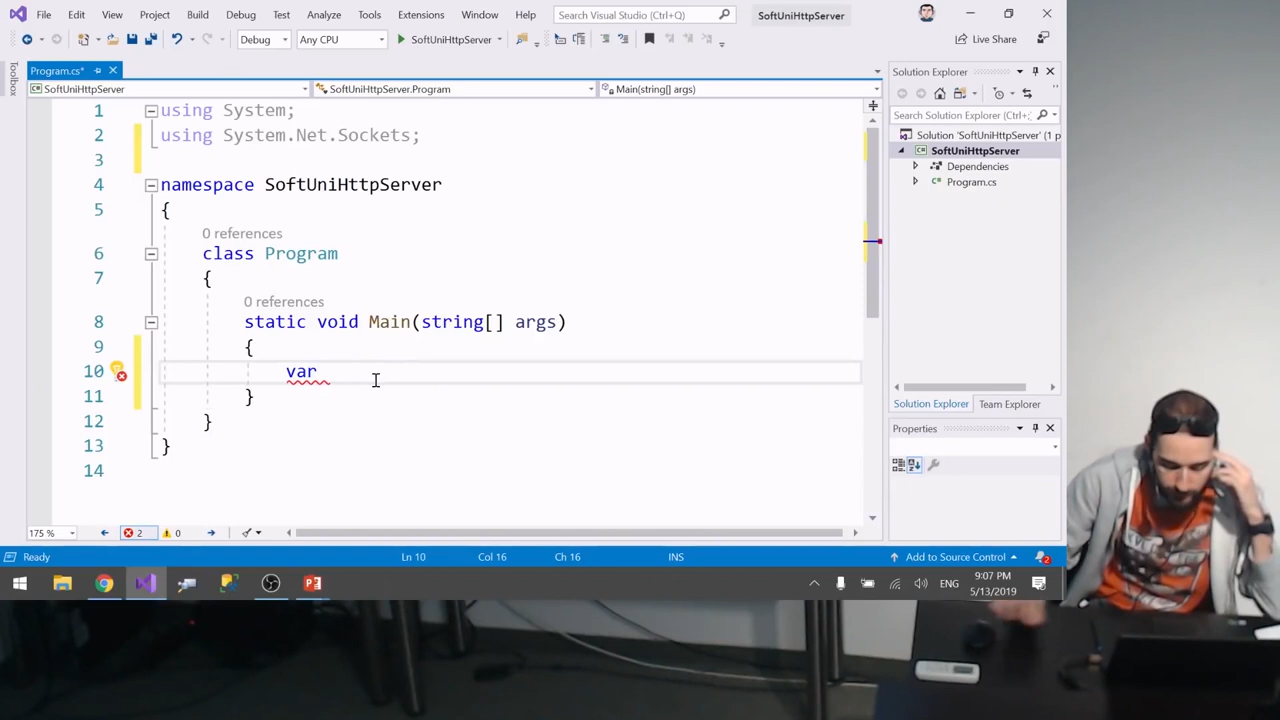 File Edit View Project Build Debug Test Analyze Tools Extensions Window Help Search Visual Studio (Ctrl+Q) SoftUniHttpServer
Debug Any CPU SoftUniHttpServer Live Share
Toolbox
Program.cs*
SoftUniHttpServer SoftUniHttpServer.Program Main(string[] args)
1 using System;
2 using System.Net.Sockets;
3
4 namespace SoftUniHttpServer
5 {
0 references
6 class Program
7 {
0 references
8 static void Main(string[] args)
9 {
10 var
11 }
12 }
13 }
14
175 % 2 0
Solution Explorer
Search Solution Explorer (Ctrl+;
Solution 'SoftUniHttpServer' (1 p
SoftUniHttpServer
Dependencies
Program.cs
Solution Explorer Team Explorer
Properties
Ready Ln 10 Col 16 Ch 16 INS Add to Source Control 2
ENG 9:07 PM
5/13/2019